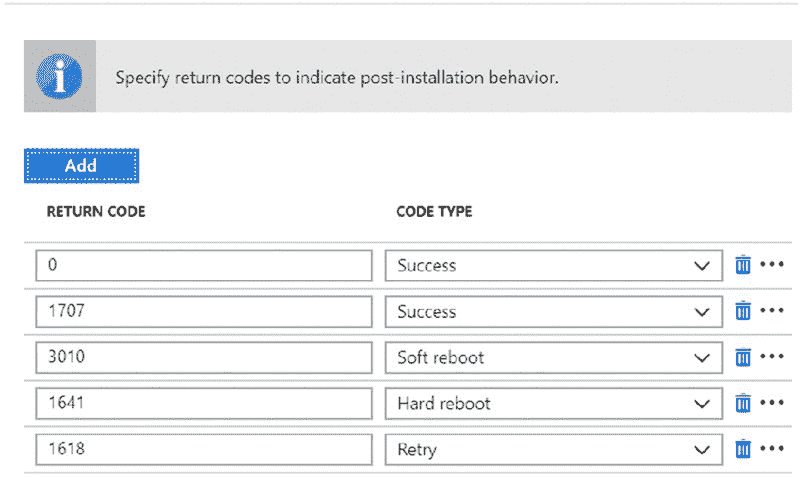 Specify return codes to indicate post-installation behavior.
Add
RETURN CODE CODE TYPE
0 Success
1707 Success
3010 Soft reboot
1641 Hard reboot
1618 Retry